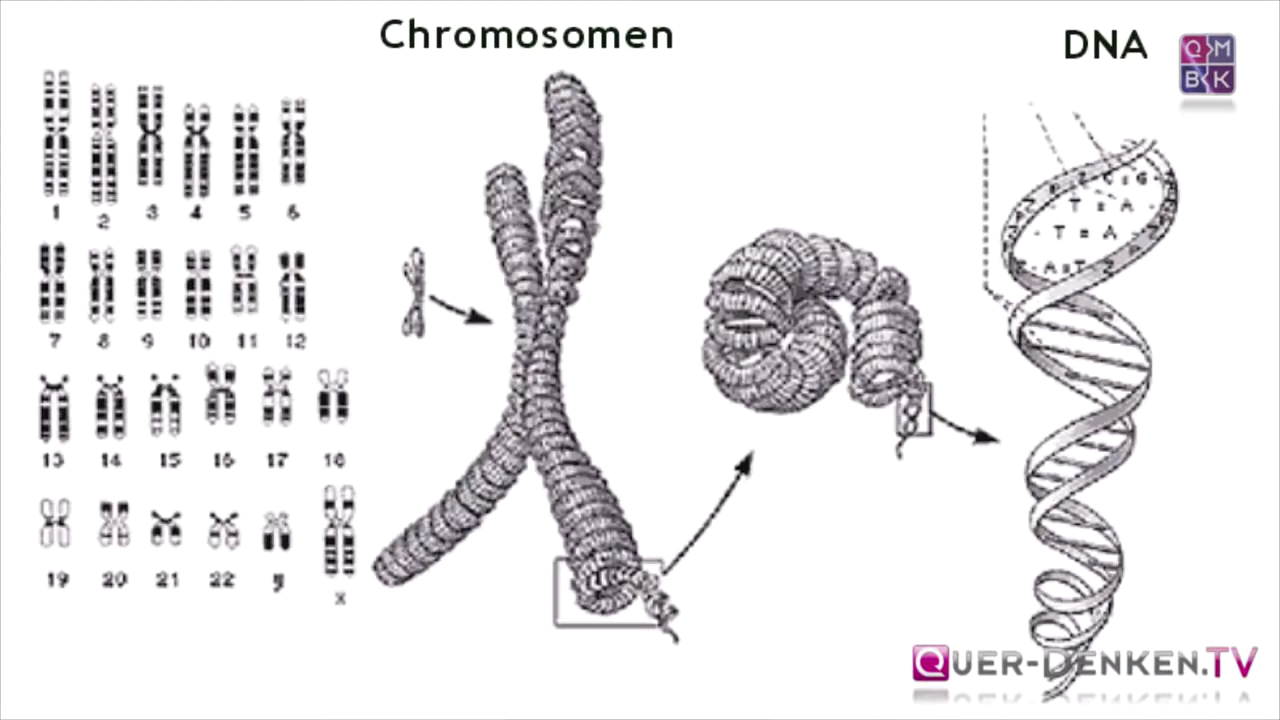 Chromosomen
DNA
Q M
B K
1 2 3 4 5 6
7 8 9 10 11 12
13 14 15 16 17 18
19 20 21 22 y x
C G
T = A
T = A
A = T
QUER-DENKEN.TV